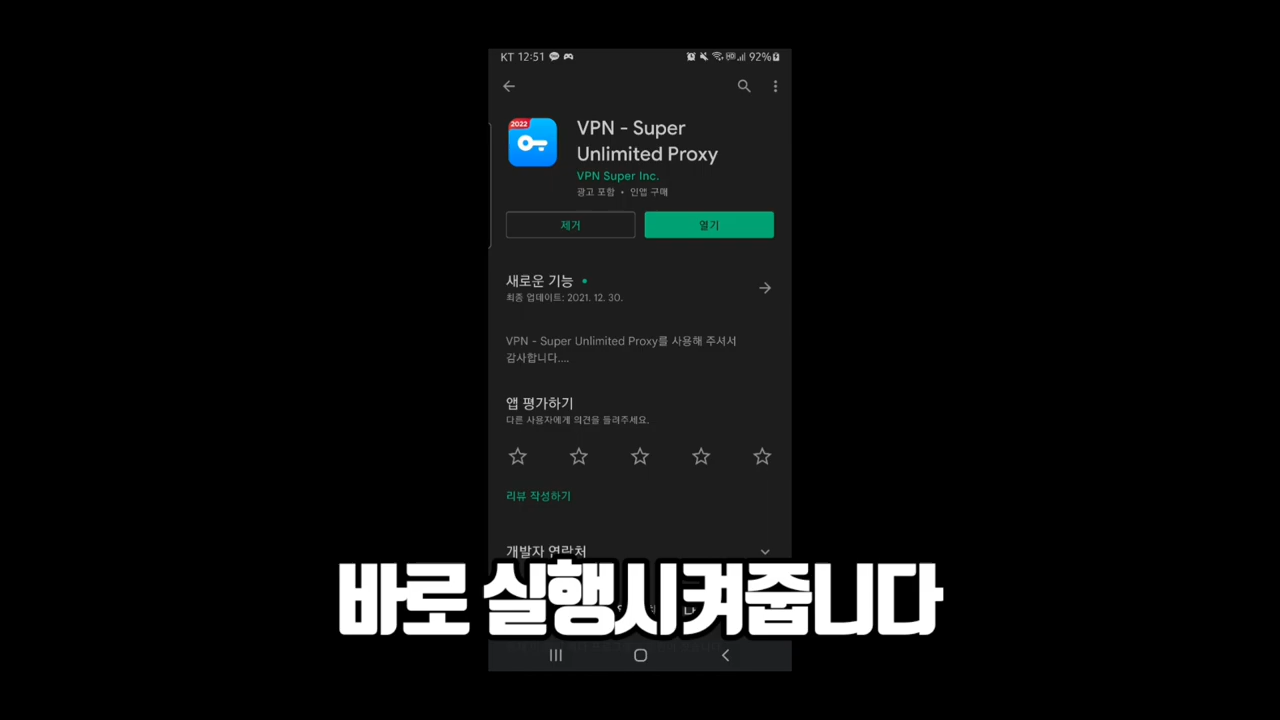 KT 12:51
92%
2022
VPN - Super
Unlimited Proxy
VPN Super Inc.
광고 포함 • 인앱 구매
제거
열기
새로운 기능 •
최종 업데이트: 2021. 12. 30.
VPN - Super Unlimited Proxy를 사용해 주셔서
감사합니다....
앱 평가하기
다른 사용자에게 의견을 들려주세요.
리뷰 작성하기
개발자 연락처
바로 실행시켜줍니다